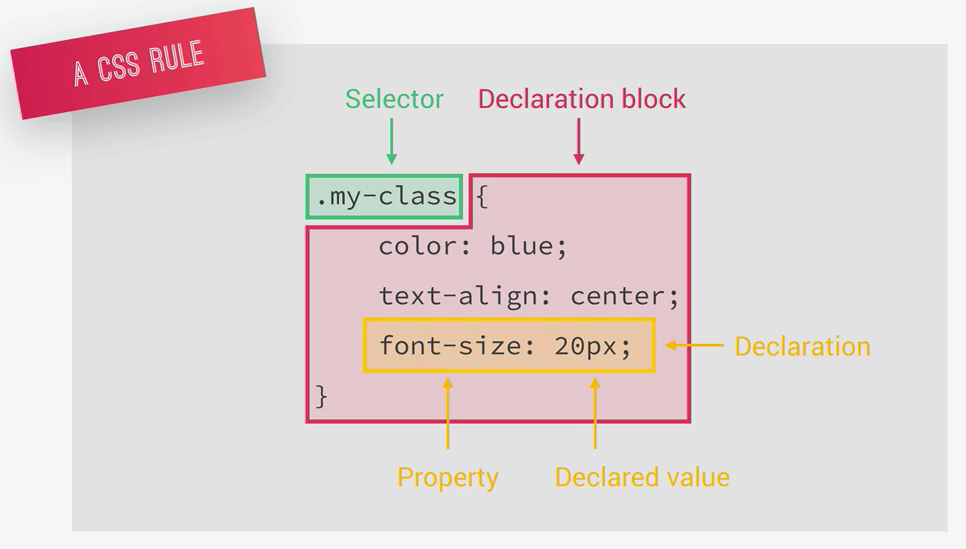 A CSS RULE
Selector
Declaration block
.my-class {
color: blue;
text-align: center;
font-size: 20px;
Declaration
}
Property
Declared value